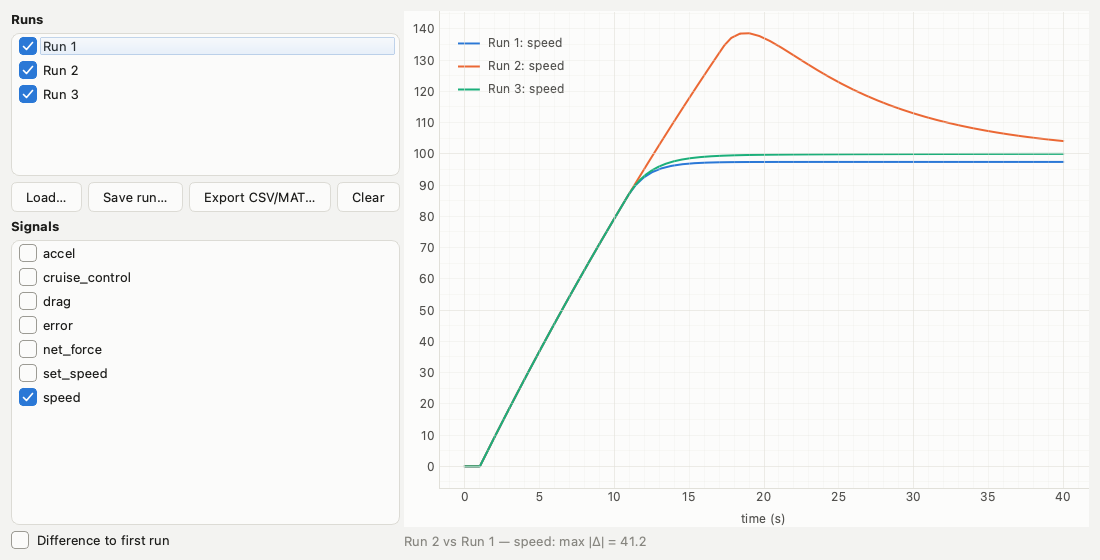 Runs
Run 1
Run 2
Run 3
Load...
Save run...
Export CSV/MAT...
Clear
Signals
accel
cruise_control
drag
error
net_force
set_speed
speed
Difference to first run
Run 1: speed
Run 2: speed
Run 3: speed
140
130
120
110
100
90
80
70
60
50
40
30
20
10
0
0 5 10 15 20 25 30 35 40
time (s)
Run 2 vs Run 1 — speed: max |Δ| = 41.2